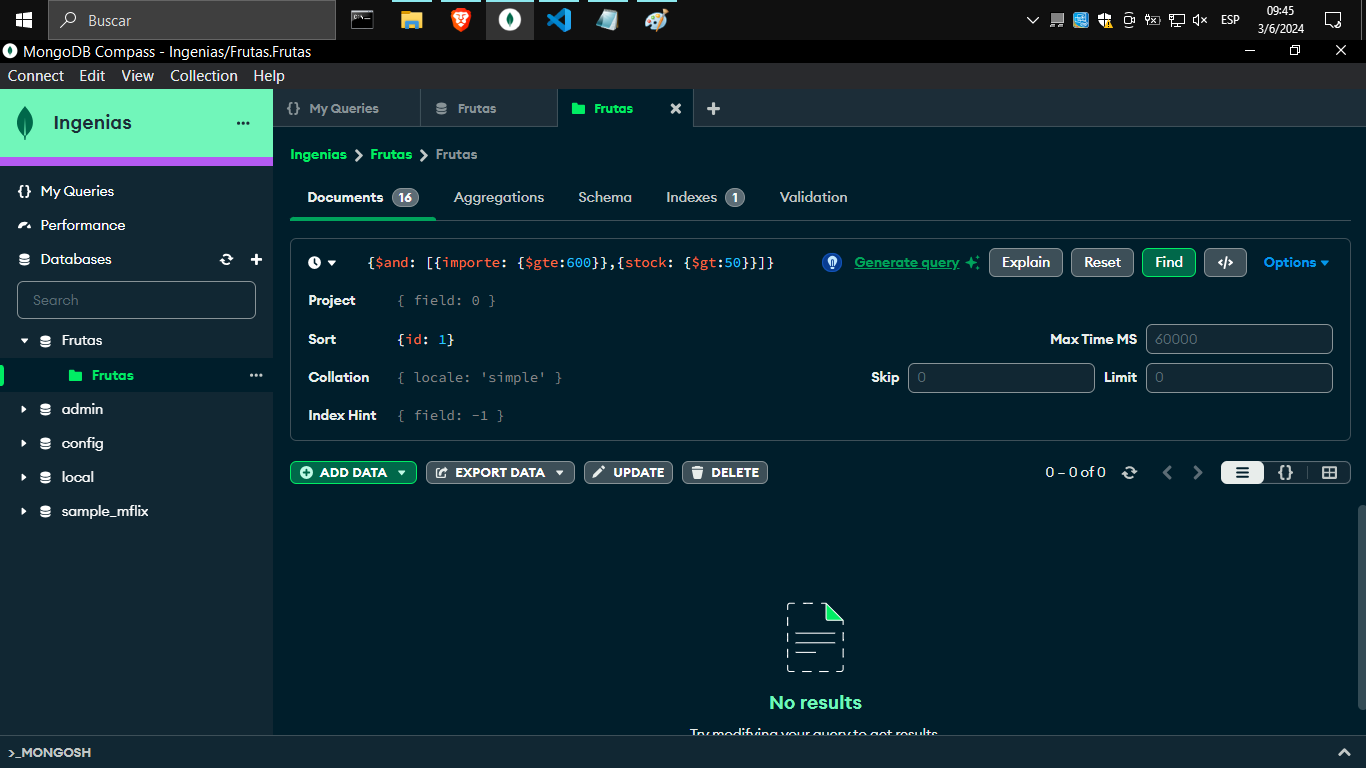 Buscar
ESP
09:45
3/6/2024
MongoDB Compass - Ingenias/Frutas.Frutas
Connect Edit View Collection Help
Ingenias
{} My Queries
Frutas
Frutas
Ingenias > Frutas > Frutas
My Queries
Performance
Databases
Search
Frutas
Frutas
admin
config
local
sample_mflix
Documents 16 Aggregations Schema Indexes 1 Validation
{$and: [{importe: {$gte:600}},{stock: {$gt:50}}]}
Generate query Explain Reset Find </> Options
Project { field: 0 }
Sort {id: 1} Max Time MS 60000
Collation { locale: 'simple' } Skip 0 Limit 0
Index Hint { field: -1 }
ADD DATA EXPORT DATA UPDATE DELETE 0 – 0 of 0 {}
No results
Try modifying your query to get results
>_MONGOSH